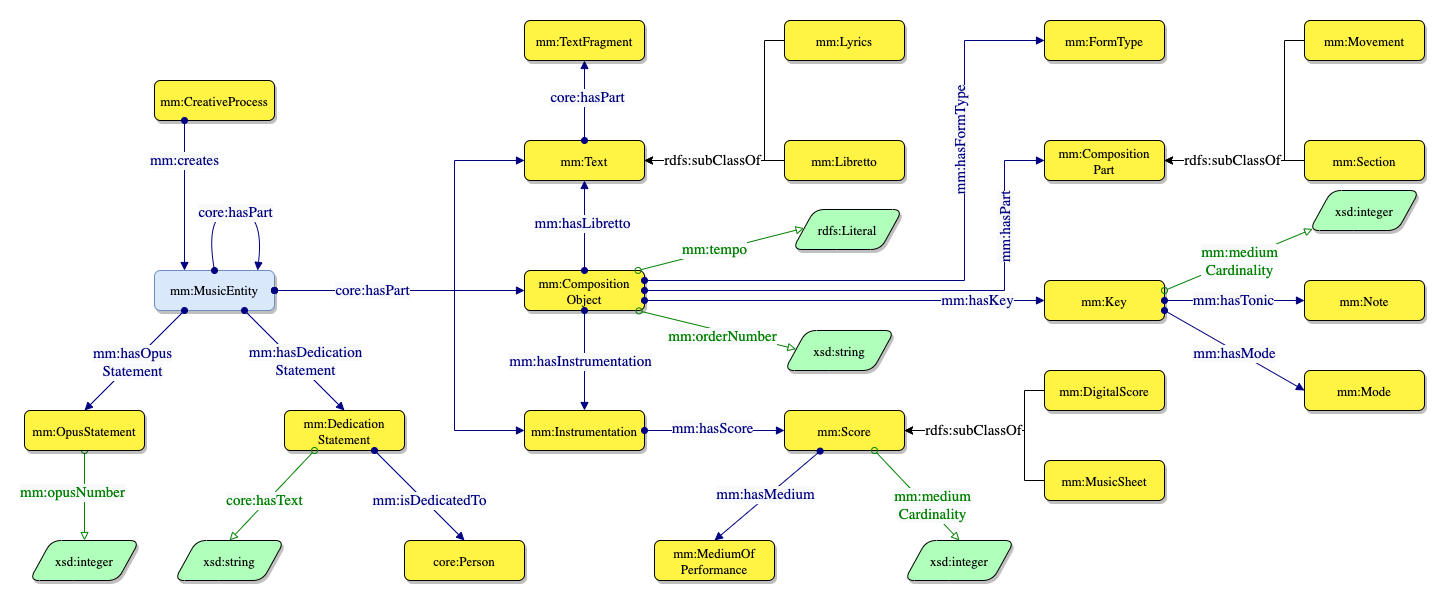 mm:TextFragment
mm:Lyrics
mm:FormType
mm:Movement
mm:CreativeProcess
core:hasPart
mm:hasFormType
mm:creates
mm:Text
rdfs:subClassOf
mm:Libretto
mm:Composition
Part
rdfs:subClassOf
mm:Section
core:hasPart
mm:hasLibretto
mm:tempo
rdfs:Literal
mm:hasPart
xsd:integer
mm:medium
Cardinality
mm:MusicEntity
core:hasPart
mm:Composition
Object
mm:hasKey
mm:Key
mm:hasTonic
mm:Note
mm:orderNumber
xsd:string
mm:hasOpus
Statement
mm:hasDedication
Statement
mm:hasInstrumentation
mm:hasMode
mm:Mode
mm:DigitalScore
mm:OpusStatement
mm:Dedication
Statement
mm:Instrumentation
mm:hasScore
mm:Score
rdfs:subClassOf
mm:MusicSheet
mm:opusNumber
core:hasText
mm:isDedicatedTo
mm:hasMedium
mm:medium
Cardinality
xsd:integer
xsd:string
core:Person
mm:MediumOf
Performance
xsd:integer